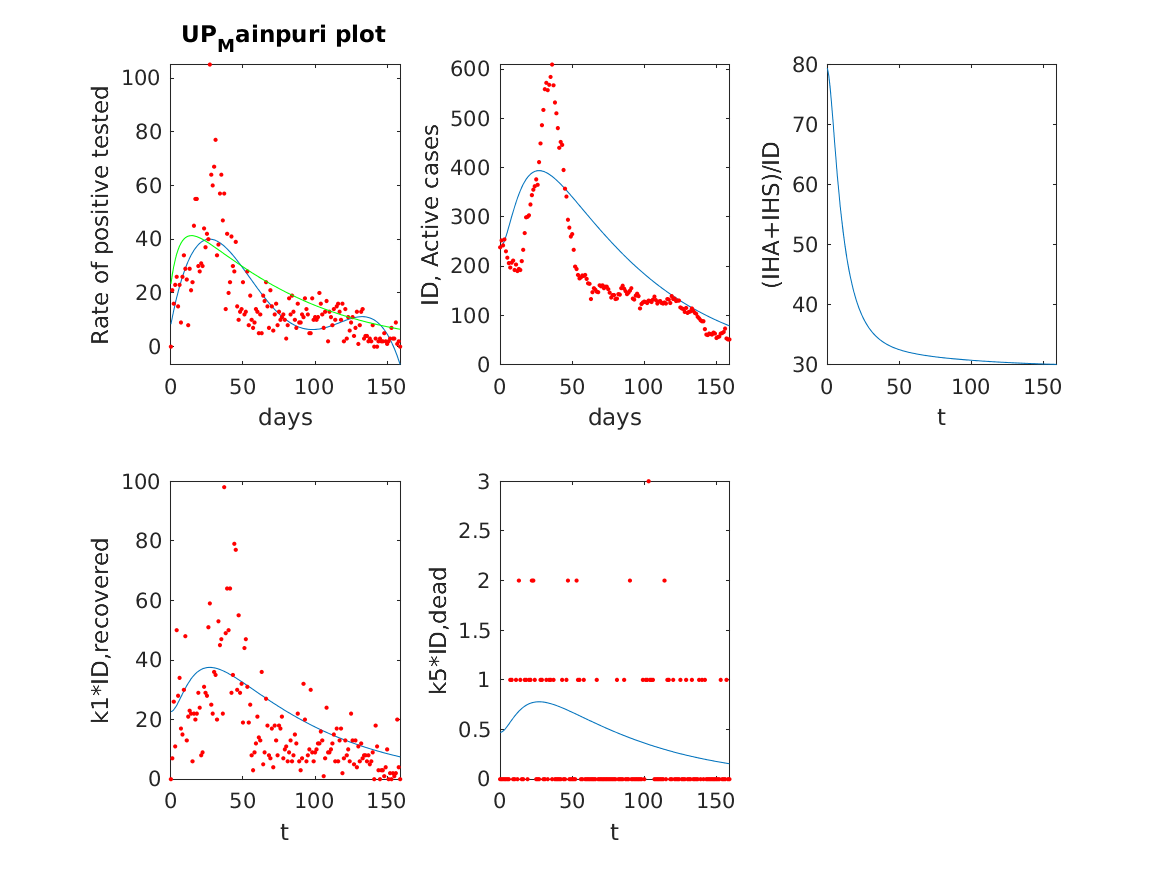 UP_Mainpuri plot
100
80
60
40
20
0
Rate of positive tested
0 50 100 150
days
600
500
400
300
200
100
0
ID, Active cases
0 50 100 150
days
80
70
60
50
40
30
(IHA+IHS)/ID
0 50 100 150
t
100
80
60
40
20
0
k1*ID,recovered
0 50 100 150
t
3
2.5
2
1.5
1
0.5
0
k5*ID,dead
0 50 100 150
t